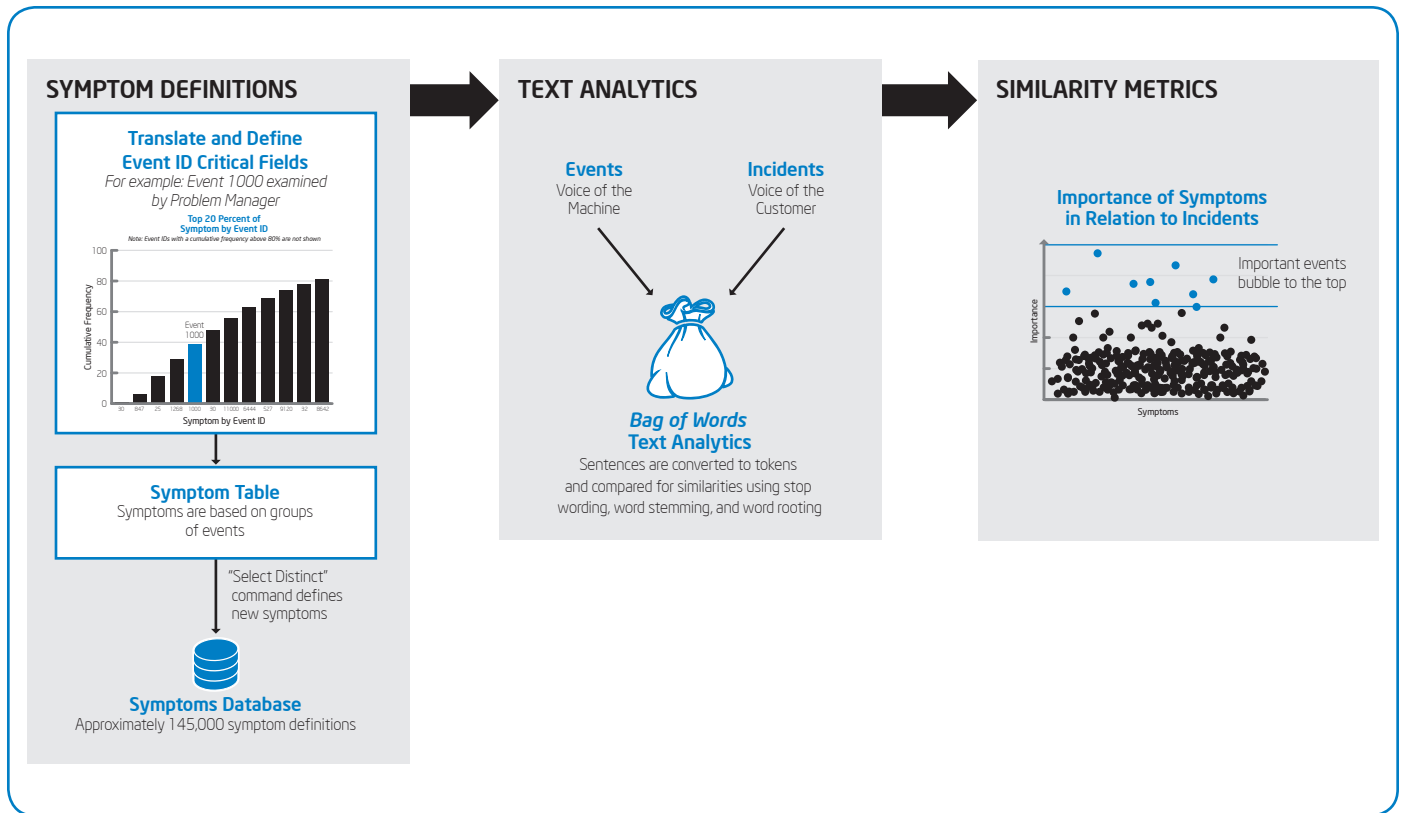 SYMPTOM DEFINITIONS
Translate and Define
Event ID Critical Fields
For example: Event 1000 examined
by Problem Manager
Top 20 Percent of
Symptom by Event ID
Note: Event IDs with a cumulative frequency above 80% are not shown
Cumulative Frequency
100
80
60
40
20
0
Event
1000
30 847 25 1268 1000 30 11000 6444 527 9120 32 8642
Symptom by Event ID
Symptom Table
Symptoms are based on groups
of events
"Select Distinct"
command defines
new symptoms
Symptoms Database
Approximately 145,000 symptom definitions
TEXT ANALYTICS
Events
Voice of the
Machine
Incidents
Voice of the
Customer
Bag of Words
Text Analytics
Sentences are converted to tokens
and compared for similarities using stop
wording, word stemming, and word rooting
SIMILARITY METRICS
Importance of Symptoms
in Relation to Incidents
Important events
bubble to the top
Importance
Symptoms